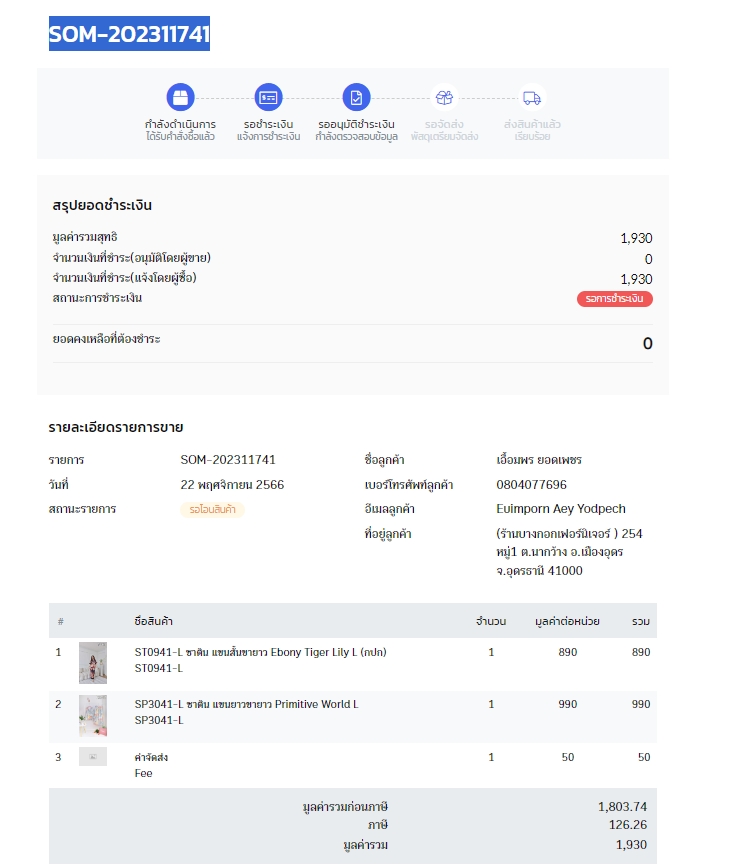 SOM-202311741
กำลังดำเนินการ
ได้รับคำสั่งซื้อแล้ว
รอชำระเงิน
แจ้งการชำระเงิน
รออนุมัติชำระเงิน
กำลังตรวจสอบข้อมูล
รอจัดส่ง
พัสดุเตรียมจัดส่ง
ส่งสินค้าแล้ว
เรียบร้อย
สรุปยอดชำระเงิน
มูลค่ารวมสุทธิ 1,930
จำนวนเงินที่ชำระ(อนุมัติโดยผู้ขาย) 0
จำนวนเงินที่ชำระ(แจ้งโดยผู้ซื้อ) 1,930
สถานะการชำระเงิน รอการชำระเงิน
ยอดคงเหลือที่ต้องชำระ 0
รายละเอียดรายการขาย
รายการ SOM-202311741
วันที่ 22 พฤศจิกายน 2566
สถานะรายการ รอโอนสินค้า
ชื่อลูกค้า เอื้อมพร ยอดเพชร
เบอร์โทรศัพท์ลูกค้า 0804077696
อีเมลลูกค้า Euimporn Aey Yodpech
ที่อยู่ลูกค้า (ร้านบางกอกเฟอร์นิเจอร์ ) 254
หมู่1 ต.นากว้าง อ.เมืองอุดร
จ.อุดรธานี 41000
# ชื่อสินค้า จำนวน มูลค่าต่อหน่วย รวม
1 ST0941-L ซาติน แขนสั้นขายาว Ebony Tiger Lily L (กปก) 1 890 890
ST0941-L
2 SP3041-L ซาติน แขนยาวขายาว Primitive World L 1 990 990
SP3041-L
3 ค่าจัดส่ง 1 50 50
Fee
มูลค่ารวมก่อนภาษี 1,803.74
ภาษี 126.26
มูลค่ารวม 1,930